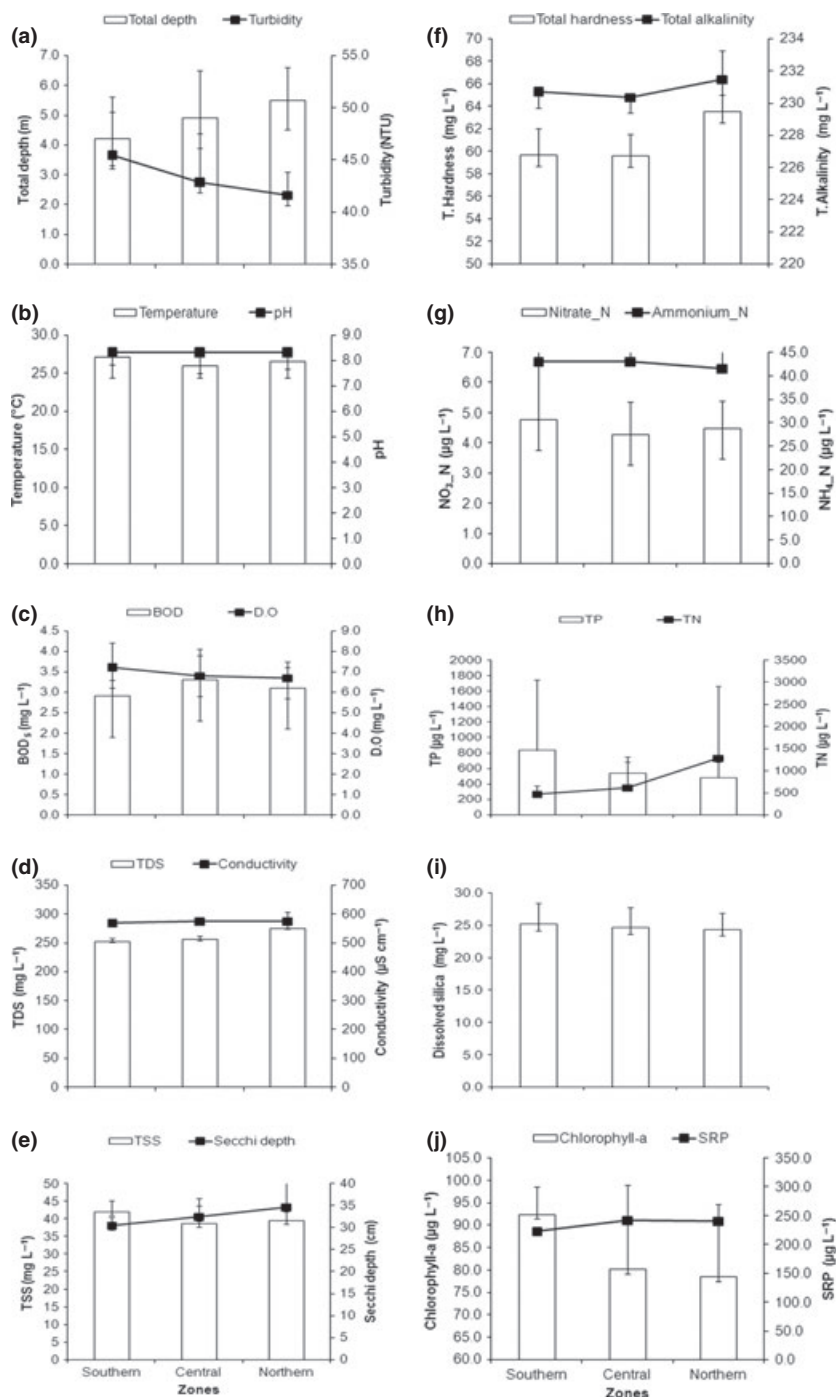 (a)
Total depth Turbidity
7.0 55.0
6.0
5.0 50.0
4.0 45.0
3.0
2.0 40.0
1.0
0.0 35.0
Total depth (m)
Turbidity (NTU)
(b)
Temperature pH
30.0 9.0
25.0 8.0
7.0
20.0 6.0
15.0 5.0
4.0
10.0 3.0
5.0 2.0
1.0
0.0 0.0
Temperature (°C)
pH
(c)
BOD D.O
4.5 9.0
4.0 8.0
3.5 7.0
3.0 6.0
2.5 5.0
2.0 4.0
1.5 3.0
1.0 2.0
0.5 1.0
0.0 0.0
BOD5 (mg L−1)
D.O (mg L−1)
(d)
TDS Conductivity
350 700
300 600
250 500
200 400
150 300
100 200
50 100
0 0
TDS (mg L−1)
Conductivity (µS cm−1)
(e)
TSS Secchi depth
50 40
45 35
40 30
35 25
30 20
25 15
20 10
15 5
10 0
5
0
TSS (mg L−1)
Secchi depth (cm)
Southern Central Northern
Zones
(f)
Total hardness Total alkalinity
70 234
68 232
66 230
64 228
62 226
60 224
58 222
56 220
54
52
50
T.Hardness (mg L−1)
T.Alkalinity (mg L−1)
(g)
Nitrate_N Ammonium_N
7.0 45.0
6.0 40.0
5.0 35.0
4.0 30.0
3.0 25.0
2.0 20.0
1.0 15.0
0.0 10.0
5.0
0.0
NO3_N (µg L−1)
NH4_N (µg L−1)
(h)
TP TN
2000 3500
1800 3000
1600 2500
1400 2000
1200 1500
1000 1000
800 500
600 0
400
200
0
TP (µg L−1)
TN (µg L−1)
(i)
30.0
25.0
20.0
15.0
10.0
5.0
0.0
Dissolved silica (mg L−1)
(j)
Chlorophyll-a SRP
105.0 350.0
100.0 300.0
95.0 250.0
90.0 200.0
85.0 150.0
80.0 100.0
75.0 50.0
70.0 0.0
65.0
60.0
Chlorophyll-a (µg L−1)
SRP (µg L−1)
Southern Central Northern
Zones